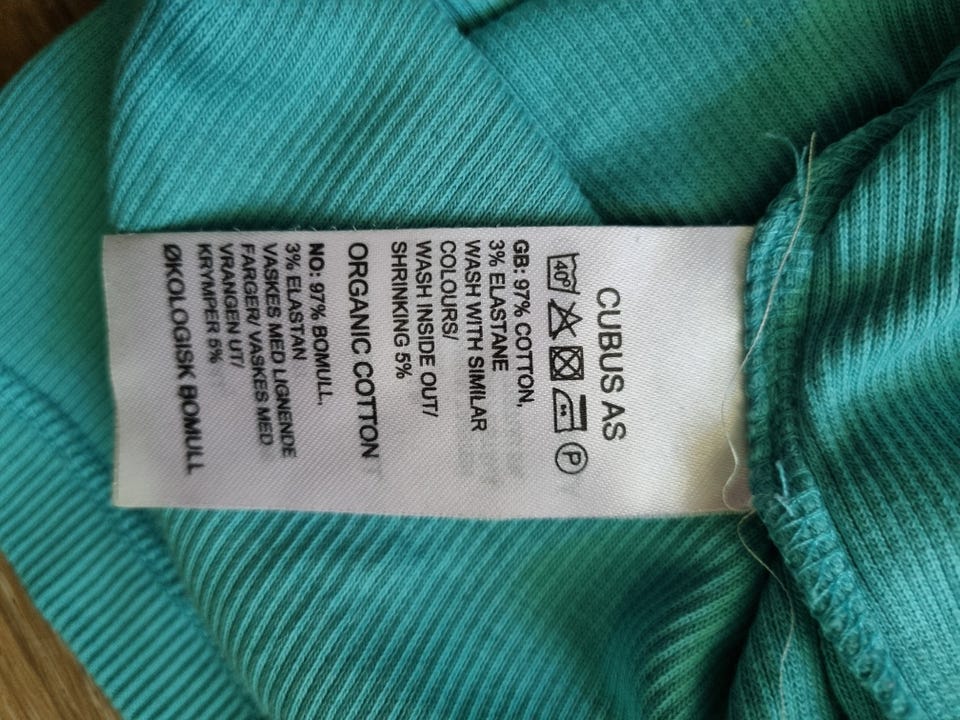 CUBUS AS
40°
P
GB: 97% COTTON,
3% ELASTANE
WASH WITH SIMILAR
COLOURS/
WASH INSIDE OUT/
SHRINKING 5%
ORGANIC COTTON
NO: 97% BOMULL,
3% ELASTAN
VASKES MED LIGNENDE
FARGER/ VASKES MED
VRANGEN UT/
KRYMPER 5%
ØKOLOGISK BOMULL